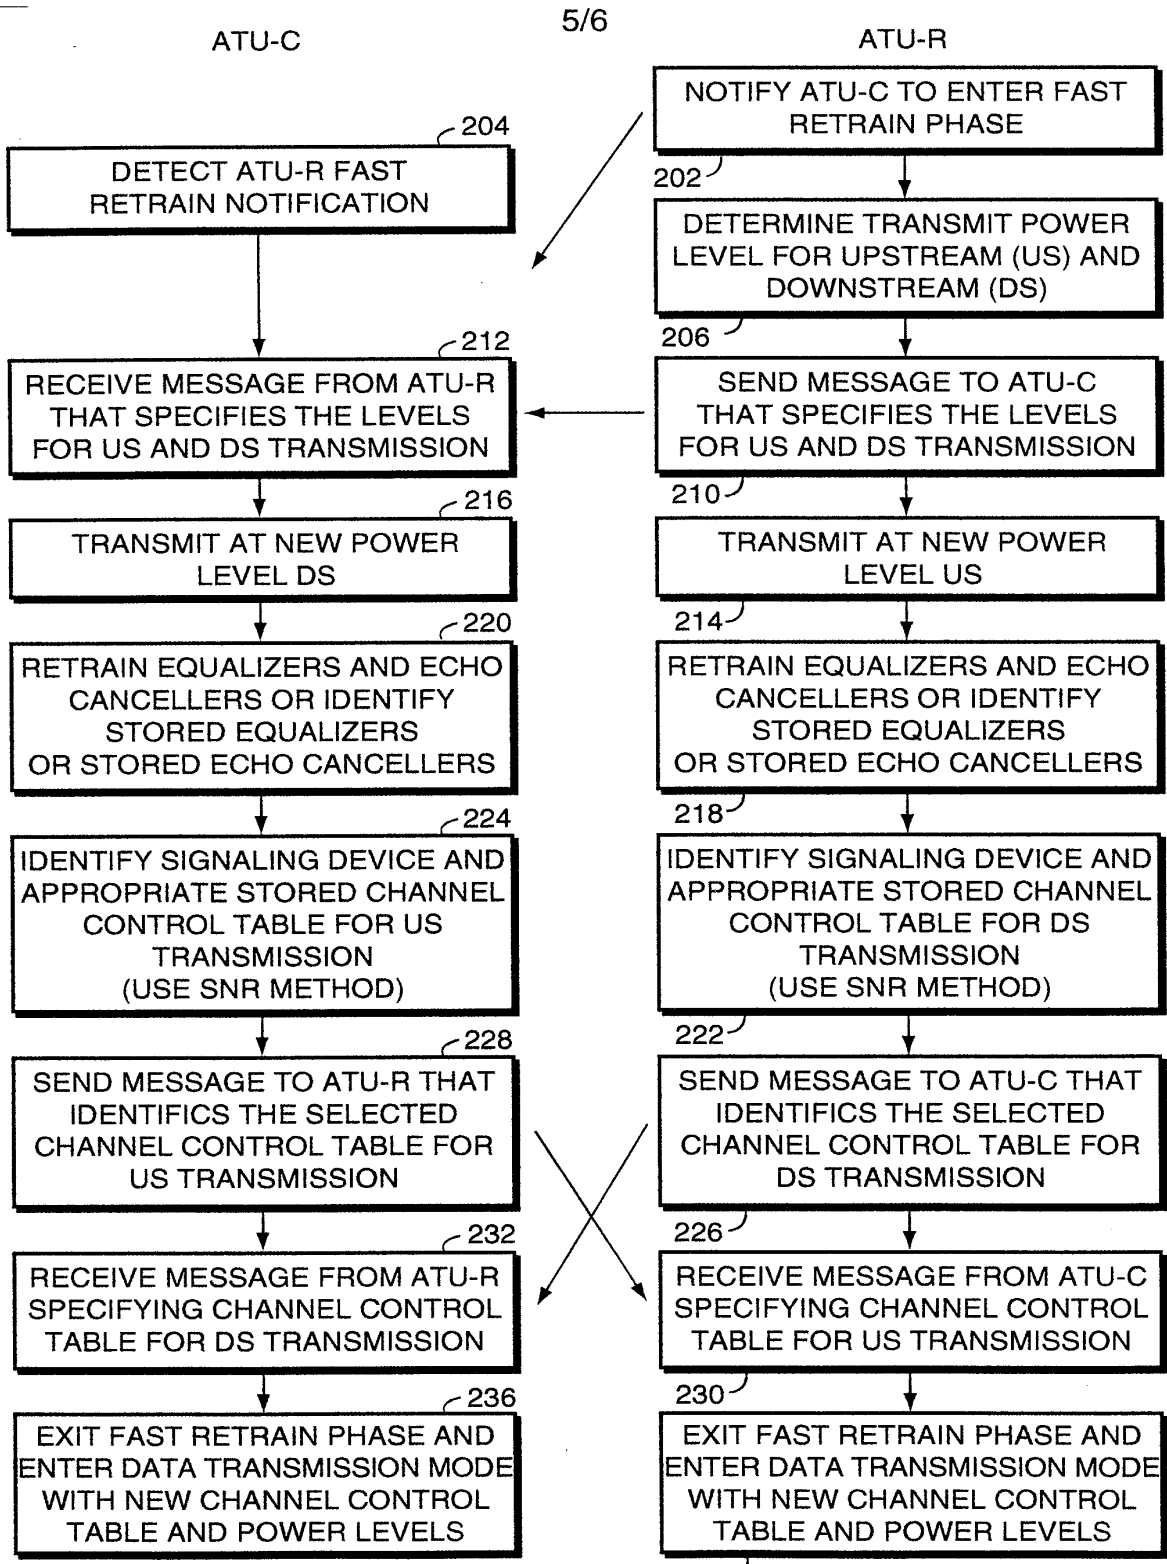 5/6
ATU-C
ATU-R
NOTIFY ATU-C TO ENTER FAST
RETRAIN PHASE
202
204
DETECT ATU-R FAST
RETRAIN NOTIFICATION
DETERMINE TRANSMIT POWER
LEVEL FOR UPSTREAM (US) AND
DOWNSTREAM (DS)
206
212
RECEIVE MESSAGE FROM ATU-R
THAT SPECIFIES THE LEVELS
FOR US AND DS TRANSMISSION
SEND MESSAGE TO ATU-C
THAT SPECIFIES THE LEVELS
FOR US AND DS TRANSMISSION
210
216
TRANSMIT AT NEW POWER
LEVEL DS
TRANSMIT AT NEW POWER
LEVEL US
214
220
RETRAIN EQUALIZERS AND ECHO
CANCELLERS OR IDENTIFY
STORED EQUALIZERS
OR STORED ECHO CANCELLERS
RETRAIN EQUALIZERS AND ECHO
CANCELLERS OR IDENTIFY
STORED EQUALIZERS
OR STORED ECHO CANCELLERS
218
224
IDENTIFY SIGNALING DEVICE AND
APPROPRIATE STORED CHANNEL
CONTROL TABLE FOR US
TRANSMISSION
(USE SNR METHOD)
IDENTIFY SIGNALING DEVICE AND
APPROPRIATE STORED CHANNEL
CONTROL TABLE FOR DS
TRANSMISSION
(USE SNR METHOD)
222
228
SEND MESSAGE TO ATU-R THAT
IDENTIFICS THE SELECTED
CHANNEL CONTROL TABLE FOR
US TRANSMISSION
SEND MESSAGE TO ATU-C THAT
IDENTIFICS THE SELECTED
CHANNEL CONTROL TABLE FOR
DS TRANSMISSION
226
232
RECEIVE MESSAGE FROM ATU-R
SPECIFYING CHANNEL CONTROL
TABLE FOR DS TRANSMISSION
RECEIVE MESSAGE FROM ATU-C
SPECIFYING CHANNEL CONTROL
TABLE FOR US TRANSMISSION
230
236
EXIT FAST RETRAIN PHASE AND
ENTER DATA TRANSMISSION MODE
WITH NEW CHANNEL CONTROL
TABLE AND POWER LEVELS
EXIT FAST RETRAIN PHASE AND
ENTER DATA TRANSMISSION MODE
WITH NEW CHANNEL CONTROL
TABLE AND POWER LEVELS